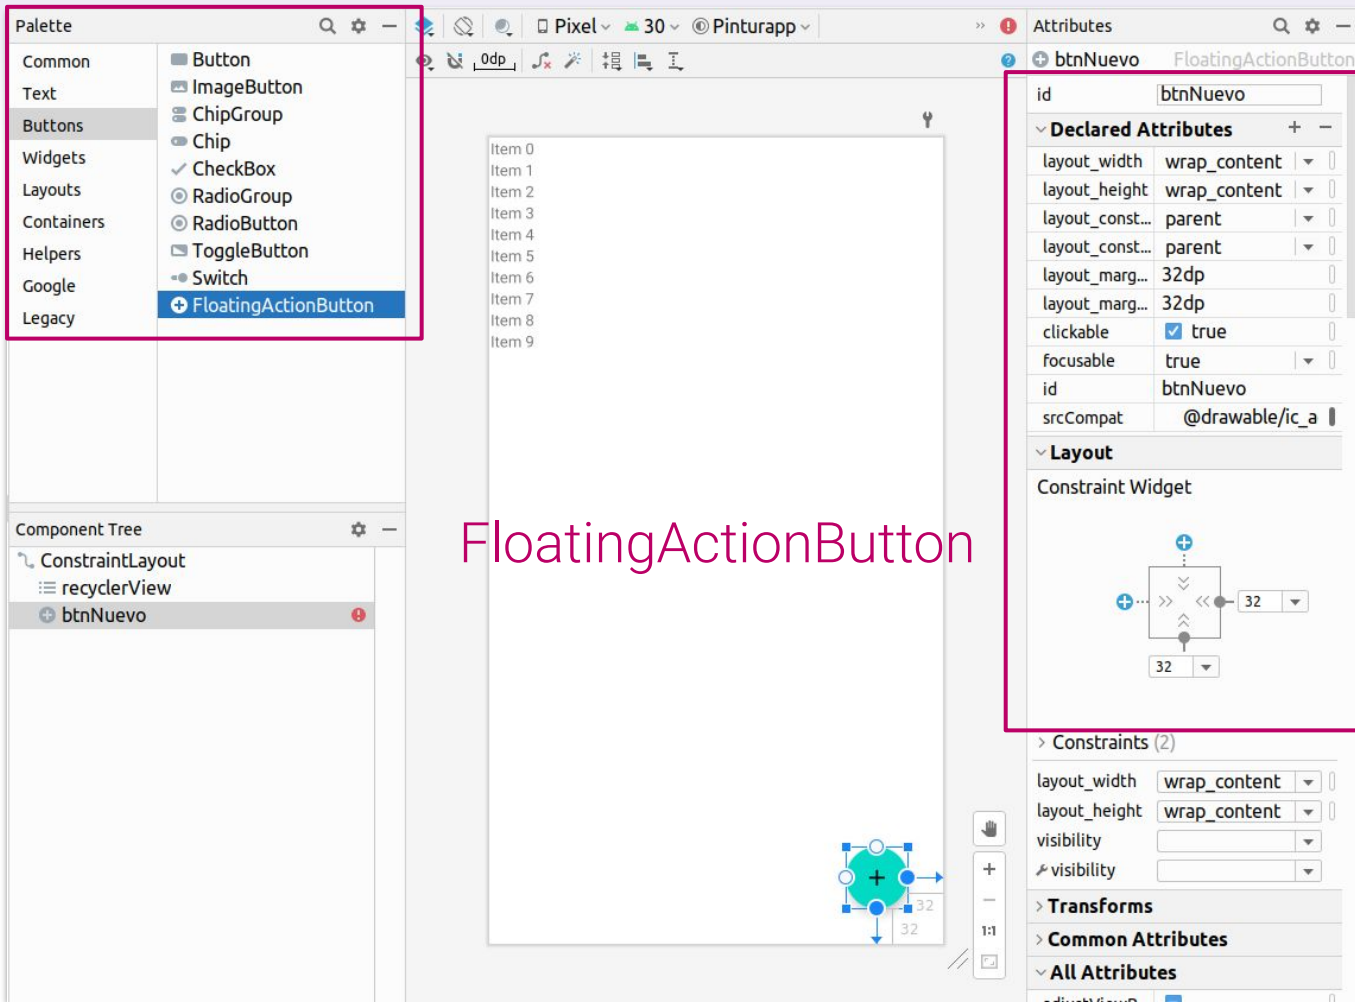 Palette
Common
Text
Buttons
Widgets
Layouts
Containers
Helpers
Google
Legacy
Button
ImageButton
ChipGroup
Chip
CheckBox
RadioGroup
RadioButton
ToggleButton
Switch
FloatingActionButton
Component Tree
ConstraintLayout
recyclerView
btnNuevo
Pixel 30 Pinturapp
0dp
Item 0
Item 1
Item 2
Item 3
Item 4
Item 5
Item 6
Item 7
Item 8
Item 9
FloatingActionButton
32
32
1:1
Attributes
btnNuevo FloatingActionButton
id btnNuevo
Declared Attributes
layout_width wrap_content
layout_height wrap_content
layout_const... parent
layout_const... parent
layout_marg... 32dp
layout_marg... 32dp
clickable true
focusable true
id btnNuevo
srcCompat @drawable/ic_a
Layout
Constraint Widget
32
32
Constraints (2)
layout_width wrap_content
layout_height wrap_content
visibility
visibility
Transforms
Common Attributes
All Attributes